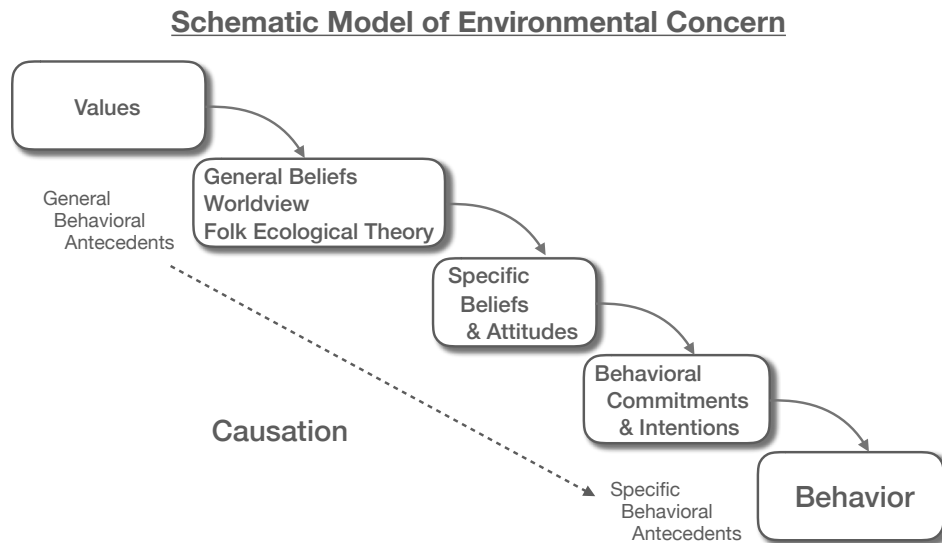 Schematic Model of Environmental Concern
Values
General Beliefs
Worldview
Folk Ecological Theory
General
Behavioral
Antecedents
Specific
Beliefs
& Attitudes
Behavioral
Commitments
& Intentions
Causation
Behavior
Specific
Behavioral
Antecedents